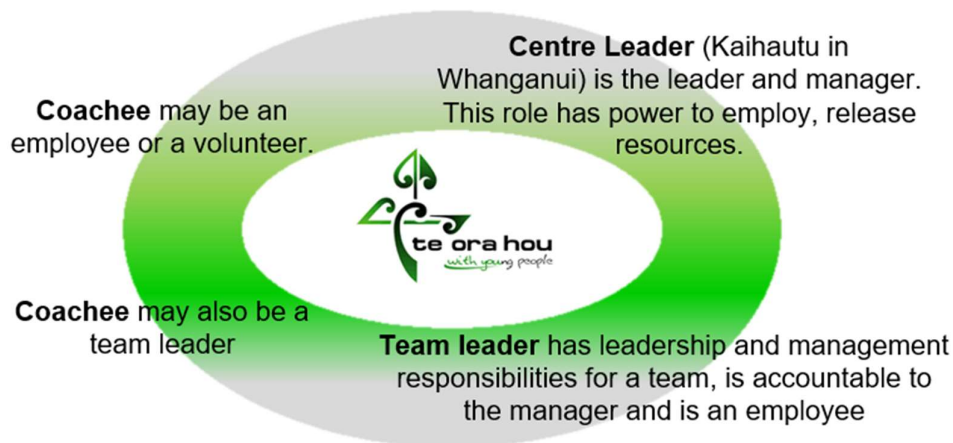 Centre Leader (Kaihautu in
Whanganui) is the leader and manager.
This role has power to employ, release
resources.
Coachee may be an
employee or a volunteer.
te ora hou
with young people
Coachee may also be a
team leader
Team leader has leadership and management
responsibilities for a team, is accountable to
the manager and is an employee